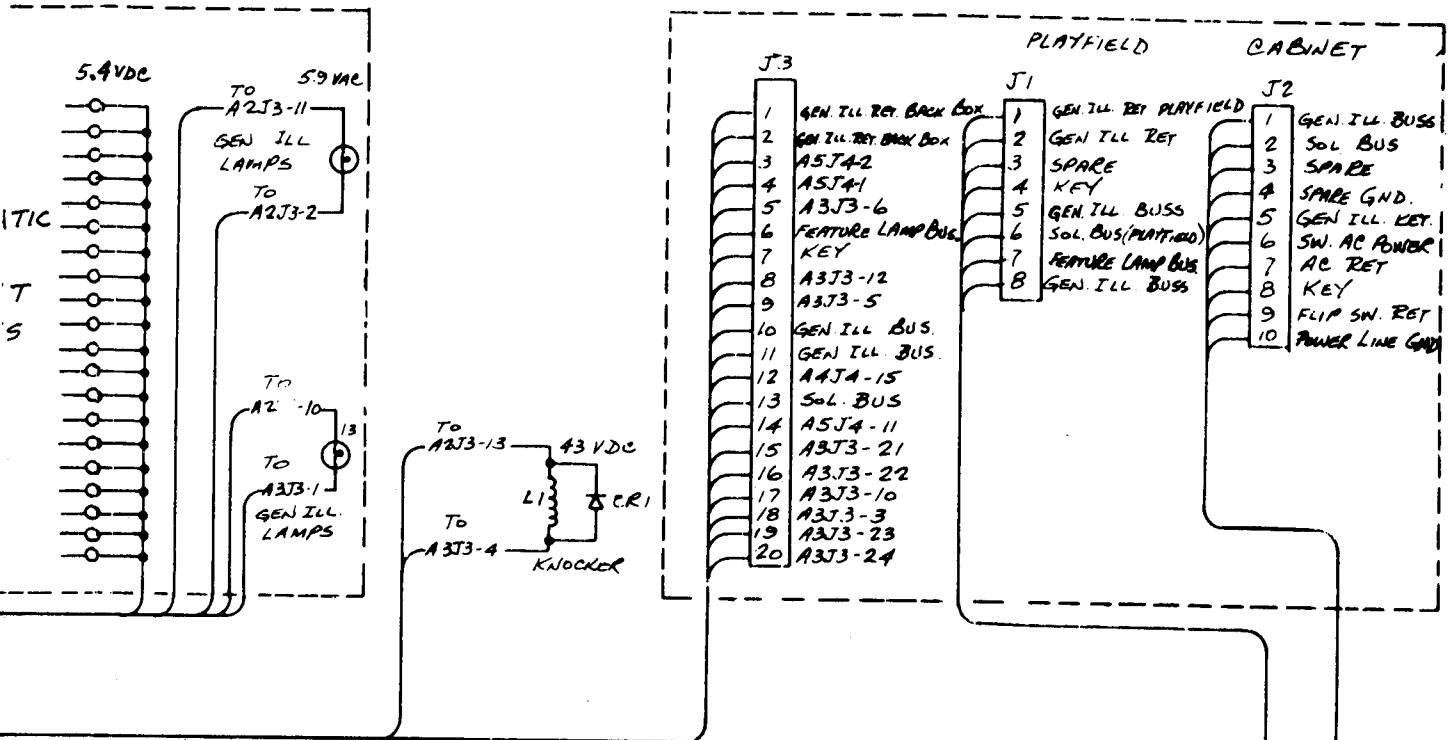 5.4 VDC
5.9 VAC
TO
A2J3-11
GEN ILL
LAMPS
TO
A2J3-2
ITIC
T
S
TO
-10
13
TO
A3J3-1
GEN ILL.
LAMPS
TO
A2J3-13
43 VDC
L1
CR1
TO
A3J3-4
KNOCKER
J3
1 GEN. ILL. RET. BACK BOX
2 GEN. ILL. RET. BACK BOX
3 A5J4-2
4 A5J4-1
5 A3J3-6
6 FEATURE LAMP BUS.
7 KEY
8 A3J3-12
9 A3J3-5
10 GEN. ILL BUS.
11 GEN ILL. BUS.
12 A4J4-15
13 SOL. BUS
14 A5J4-11
15 A3J3-21
16 A3J3-22
17 A3J3-10
18 A3J3-3
19 A3J3-23
20 A3J3-24
PLAYFIELD
J1
1 GEN. ILL. RET PLAYFIELD
2 GEN ILL RET
3 SPARE
4 KEY
5 GEN. ILL BUSS
6 SOL. BUS (PLAYFIELD)
7 FEATURE LAMP BUS.
8 GEN. ILL. BUSS
CABINET
J2
1 GEN. ILL. BUSS
2 SOL BUS
3 SPARE
4 SPARE GND.
5 GEN ILL. RET.
6 SW. AC POWER
7 AC RET
8 KEY
9 FLIP SW. RET
10 POWER LINE GND